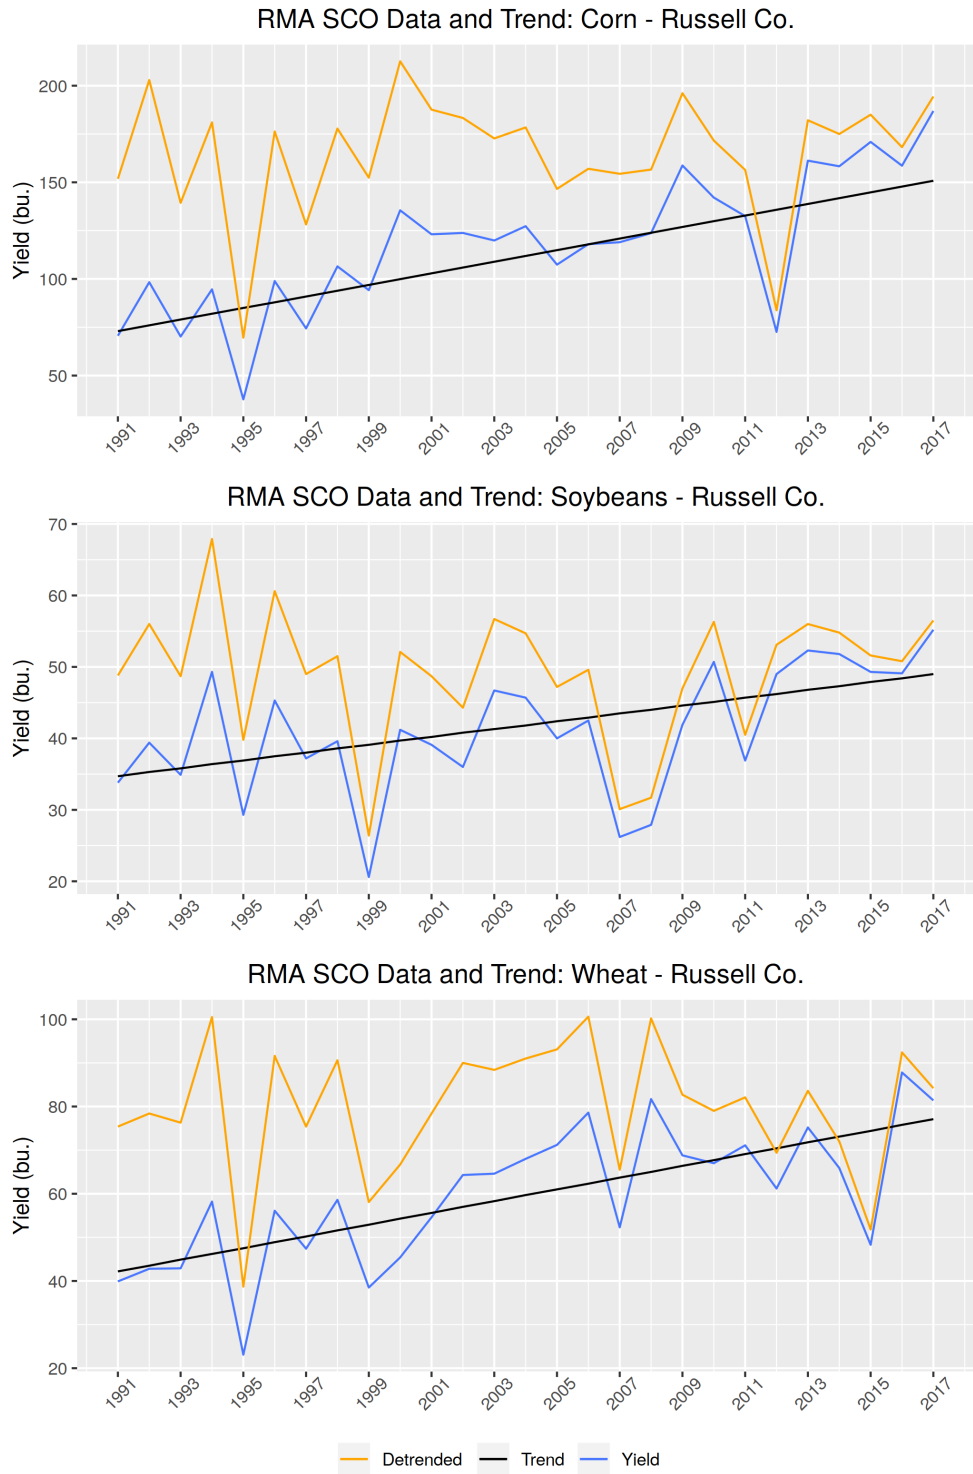 RMA SCO Data and Trend: Corn - Russell Co.
Yield (bu.)
200
150
100
50
1991 1993 1995 1997 1999 2001 2003 2005 2007 2009 2011 2013 2015 2017
RMA SCO Data and Trend: Soybeans - Russell Co.
Yield (bu.)
70
60
50
40
30
20
1991 1993 1995 1997 1999 2001 2003 2005 2007 2009 2011 2013 2015 2017
RMA SCO Data and Trend: Wheat - Russell Co.
Yield (bu.)
100
80
60
40
20
1991 1993 1995 1997 1999 2001 2003 2005 2007 2009 2011 2013 2015 2017
Detrended Trend Yield